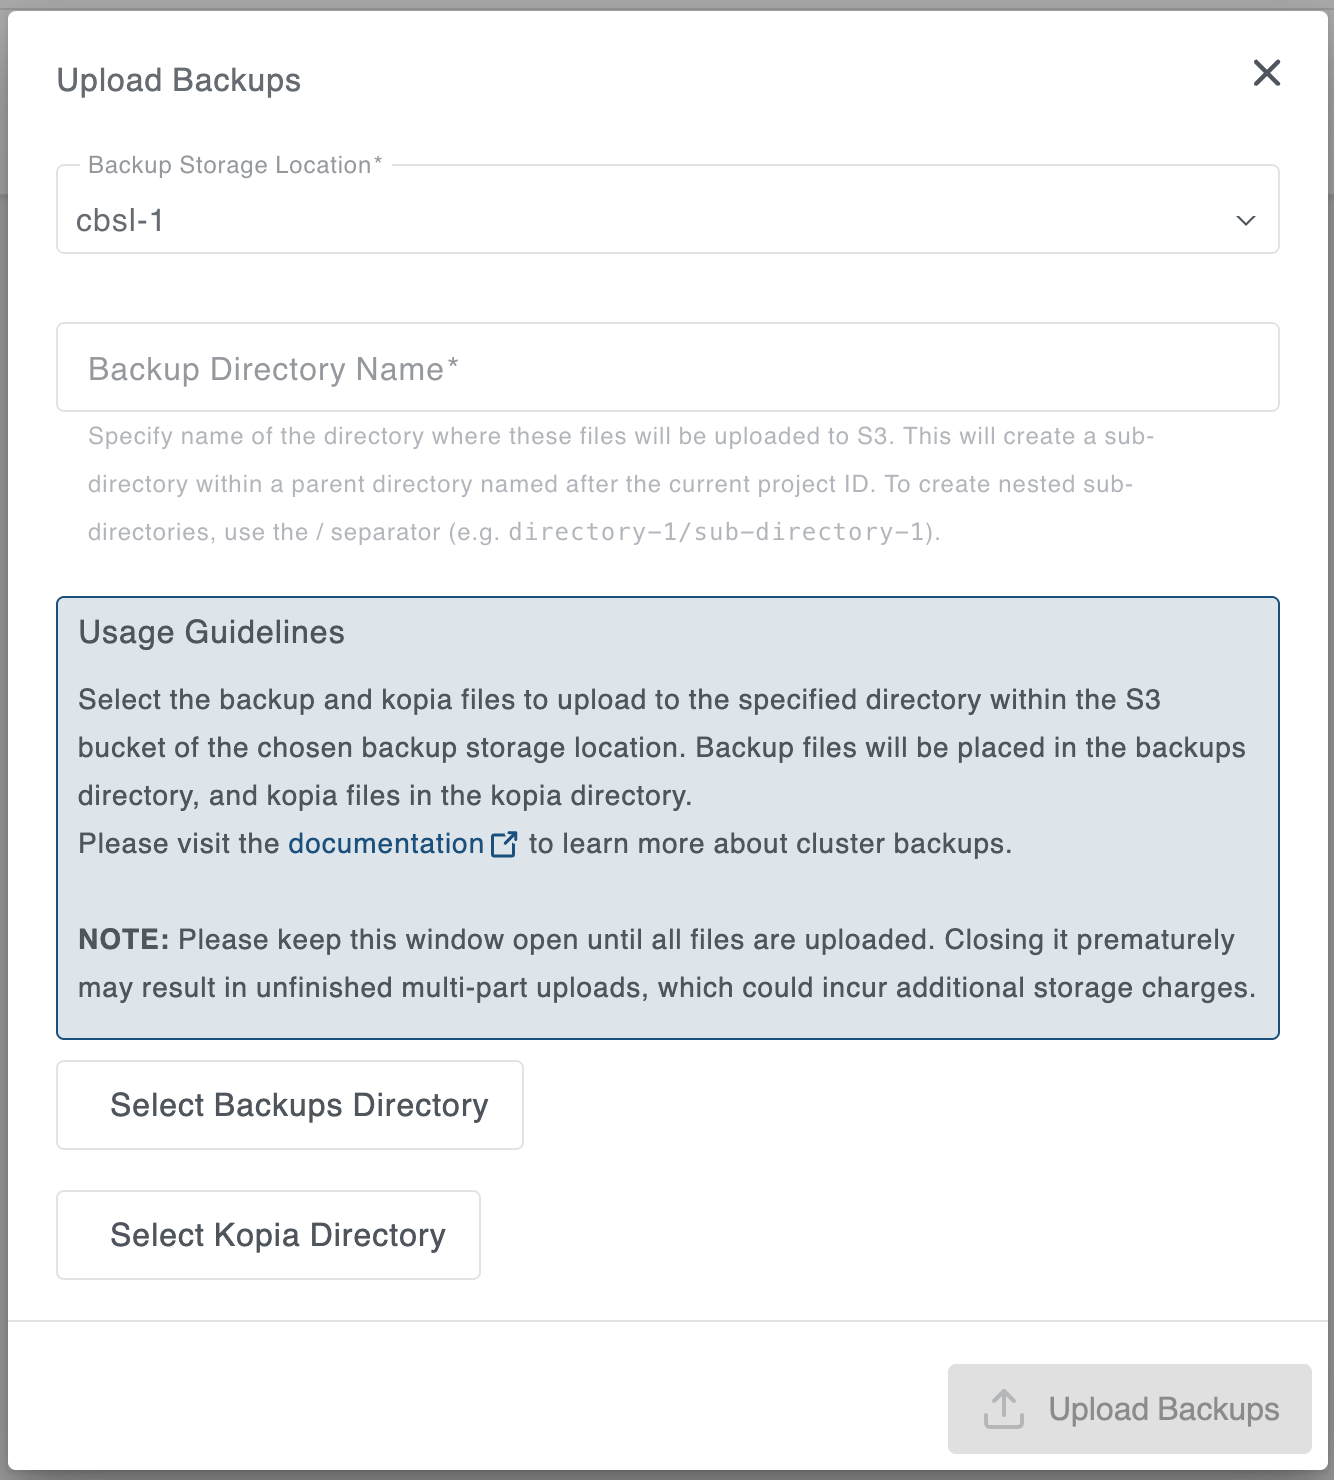 Upload Backups
Backup Storage Location*
cbsl-1
Backup Directory Name*
Specify name of the directory where these files will be uploaded to S3. This will create a sub-
directory within a parent directory named after the current project ID. To create nested sub-
directories, use the / separator (e.g. directory-1/sub-directory-1).
Usage Guidelines
Select the backup and kopia files to upload to the specified directory within the S3
bucket of the chosen backup storage location. Backup files will be placed in the backups
directory, and kopia files in the kopia directory.
Please visit the documentation to learn more about cluster backups.
NOTE: Please keep this window open until all files are uploaded. Closing it prematurely
may result in unfinished multi-part uploads, which could incur additional storage charges.
Select Backups Directory
Select Kopia Directory
Upload Backups